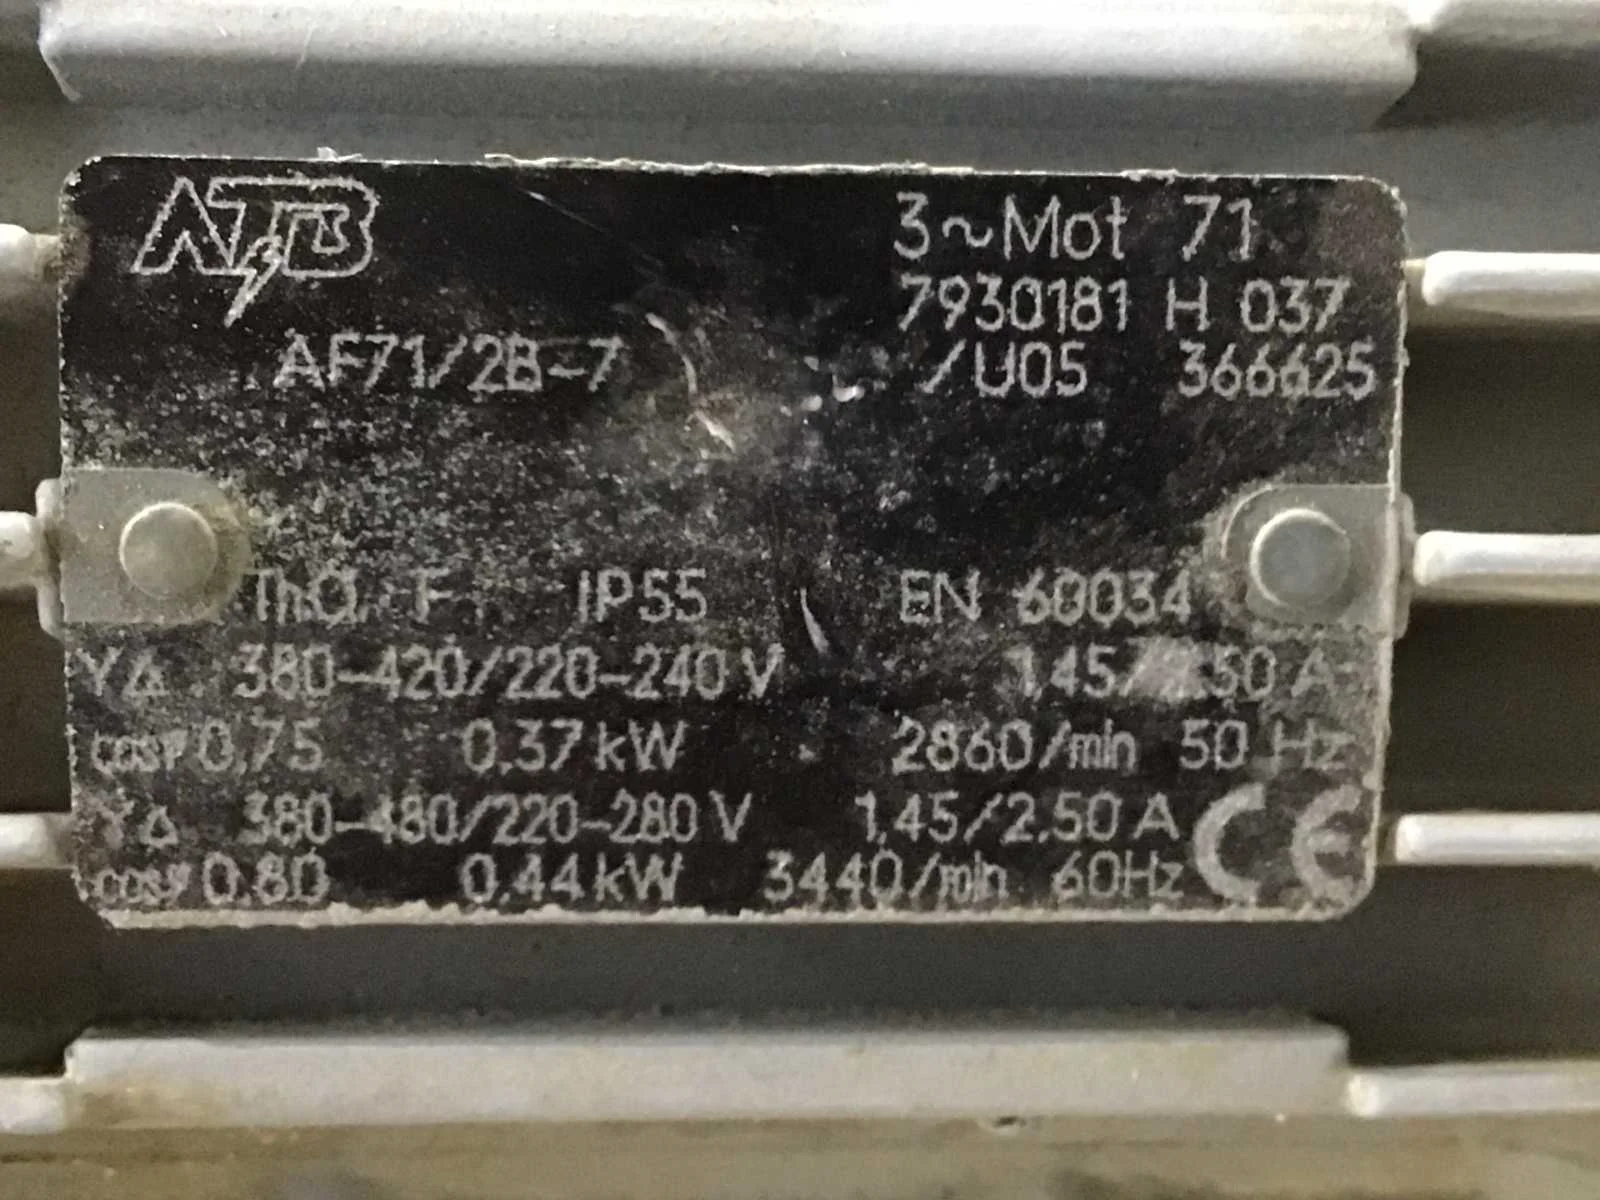 ATB
3~Mot 71
7930181 H 037
AF71/2B-7 /U05 366625
Th.Cl. F IP55 EN 60034
Y△ 380-420/220-240 V 1,45/2,50 A
cosφ 0,75 0,37 kW 2860/min 50 Hz
Y△ 380-480/220-280 V 1,45/2,50 A
cosφ 0,80 0,44 kW 3440/min 60Hz
CE